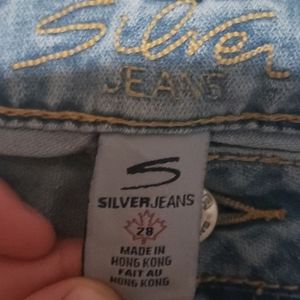 Silver
JEANS
S
SILVERJEANS
28
MADE IN
HONG KONG
FAIT AU
HONG KONG